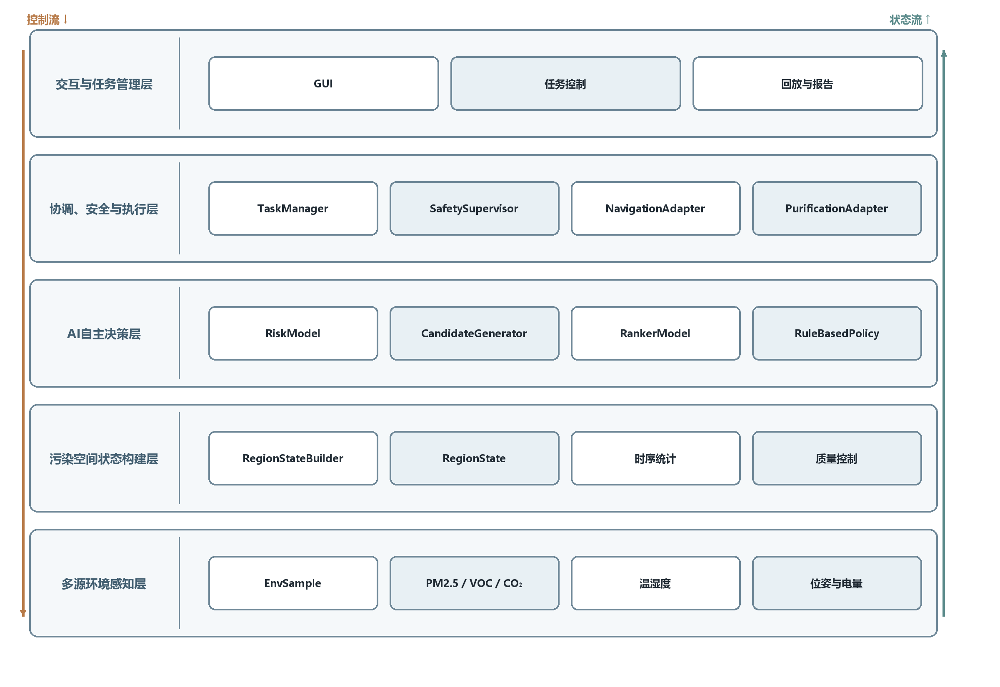 控制流↓
状态流↑
交互与任务管理层
GUI
任务控制
回放与报告
协调、安全与执行层
TaskManager
SafetySupervisor
NavigationAdapter
PurificationAdapter
AI自主决策层
RiskModel
CandidateGenerator
RankerModel
RuleBasedPolicy
污染空间状态构建层
RegionStateBuilder
RegionState
时序统计
质量控制
多源环境感知层
EnvSample
PM2.5 / VOC / CO₂
温湿度
位姿与电量